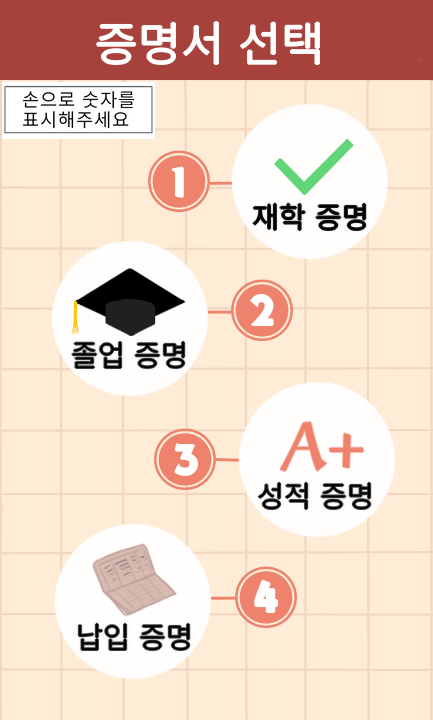 증명서 선택
손으로 숫자를
표시해주세요
1
재학 증명
2
졸업 증명
3
A+
성적 증명
4
납입 증명